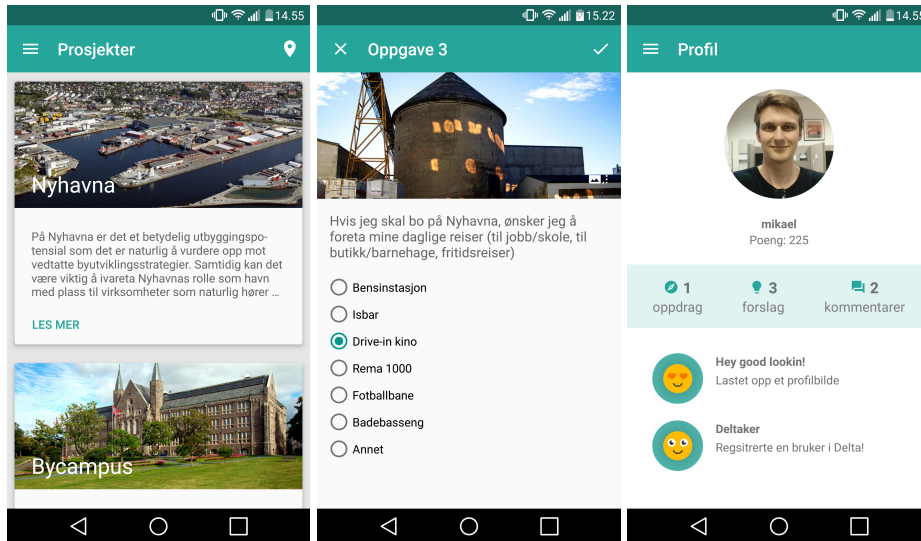 14.55
Prosjekter
Nyhavna
På Nyhavna er det et betydelig utbyggingspo-
tensial som det er naturlig å vurdere opp mot
vedtatte byutviklingsstrategier. Samtidig kan det
være viktig å ivareta Nyhavnas rolle som havn
med plass til virksomheter som naturlig hører ...
LES MER
Bycampus
15.22
Oppgave 3
Hvis jeg skal bo på Nyhavna, ønsker jeg å
foreta mine daglige reiser (til jobb/skole, til
butikk/barnehage, fritidsreiser)
Bensinstasjon
Isbar
Drive-in kino
Rema 1000
Fotballbane
Badebasseng
Annet
14.55
Profil
mikael
Poeng: 225
1 3 2
oppdrag forslag kommentarer
Hey good lookin!
Lastet opp et profilbilde
Deltaker
Regsitrerte en bruker i Delta!